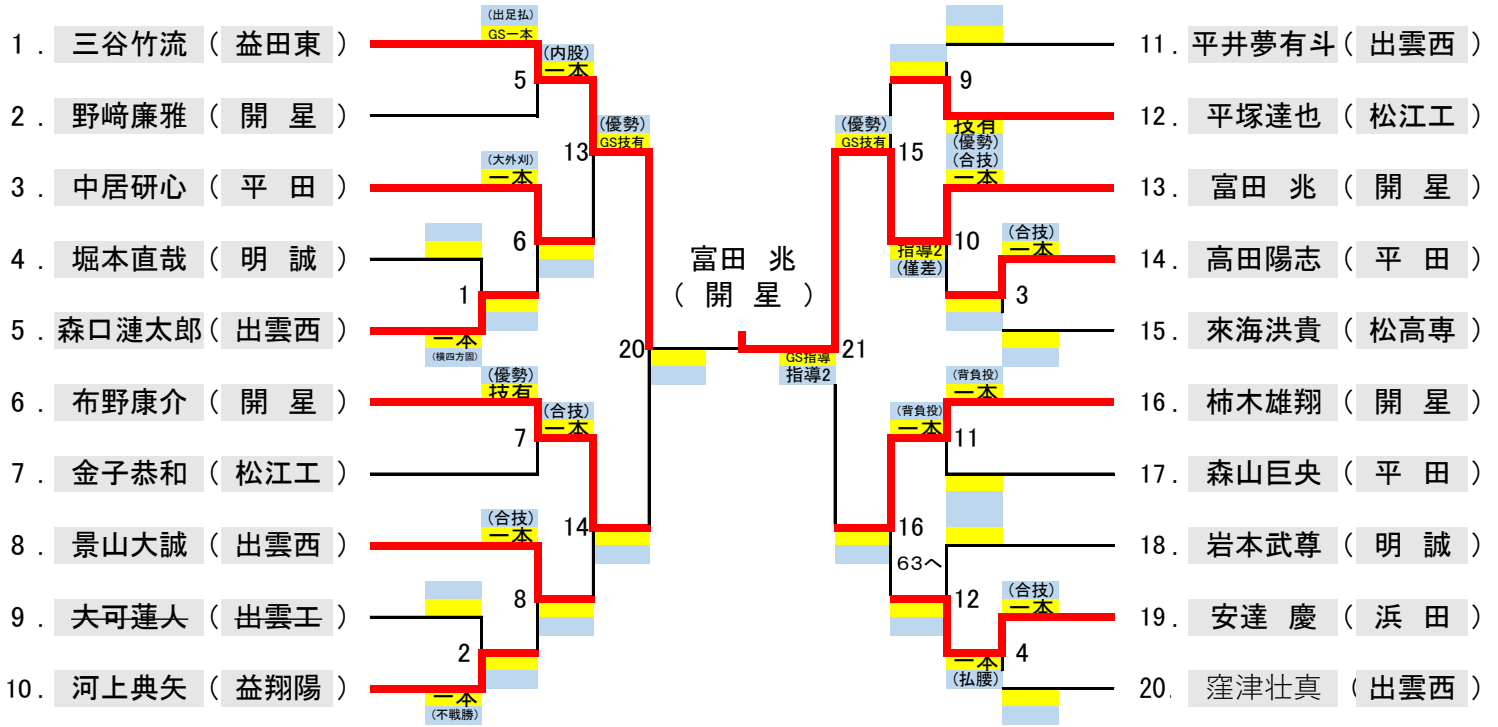 1. 三谷竹流 ( 益田東 )
2. 野﨑廉雅 ( 開 星 )
3. 中居研心 ( 平 田 )
4. 堀本直哉 ( 明 誠 )
5. 森口漣太郎 ( 出雲西 )
6. 布野康介 ( 開 星 )
7. 金子恭和 ( 松江工 )
8. 景山大誠 ( 出雲西 )
9. 大可蓮人 ( 出雲工 )
10. 河上典矢 ( 益翔陽 )
(出足払)
GS一本
5
(内股)
一本
(大外刈)
一本
6
1
一本
(横四方固)
13
(優勢)
GS技有
(優勢)
技有
7
(合技)
一本
(合技)
一本
14
8
2
一本
(不戦勝)
20
富田 兆
( 開 星 )
21
GS指導
指導2
(優勢)
GS技有
15
9
技有
(優勢)
(合技)
一本
10
指導2
(僅差)
(合技)
一本
3
(背負投)
一本
11
(背負投)
一本
16
63へ
12
(合技)
一本
4
一本
(払腰)
11. 平井夢有斗 ( 出雲西 )
12. 平塚達也 ( 松江工 )
13. 富田 兆 ( 開 星 )
14. 高田陽志 ( 平 田 )
15. 來海洪貴 ( 松高専 )
16. 柿木雄翔 ( 開 星 )
17. 森山巨央 ( 平 田 )
18. 岩本武尊 ( 明 誠 )
19. 安達 慶 ( 浜 田 )
20. 窪津壮真 ( 出雲西 )